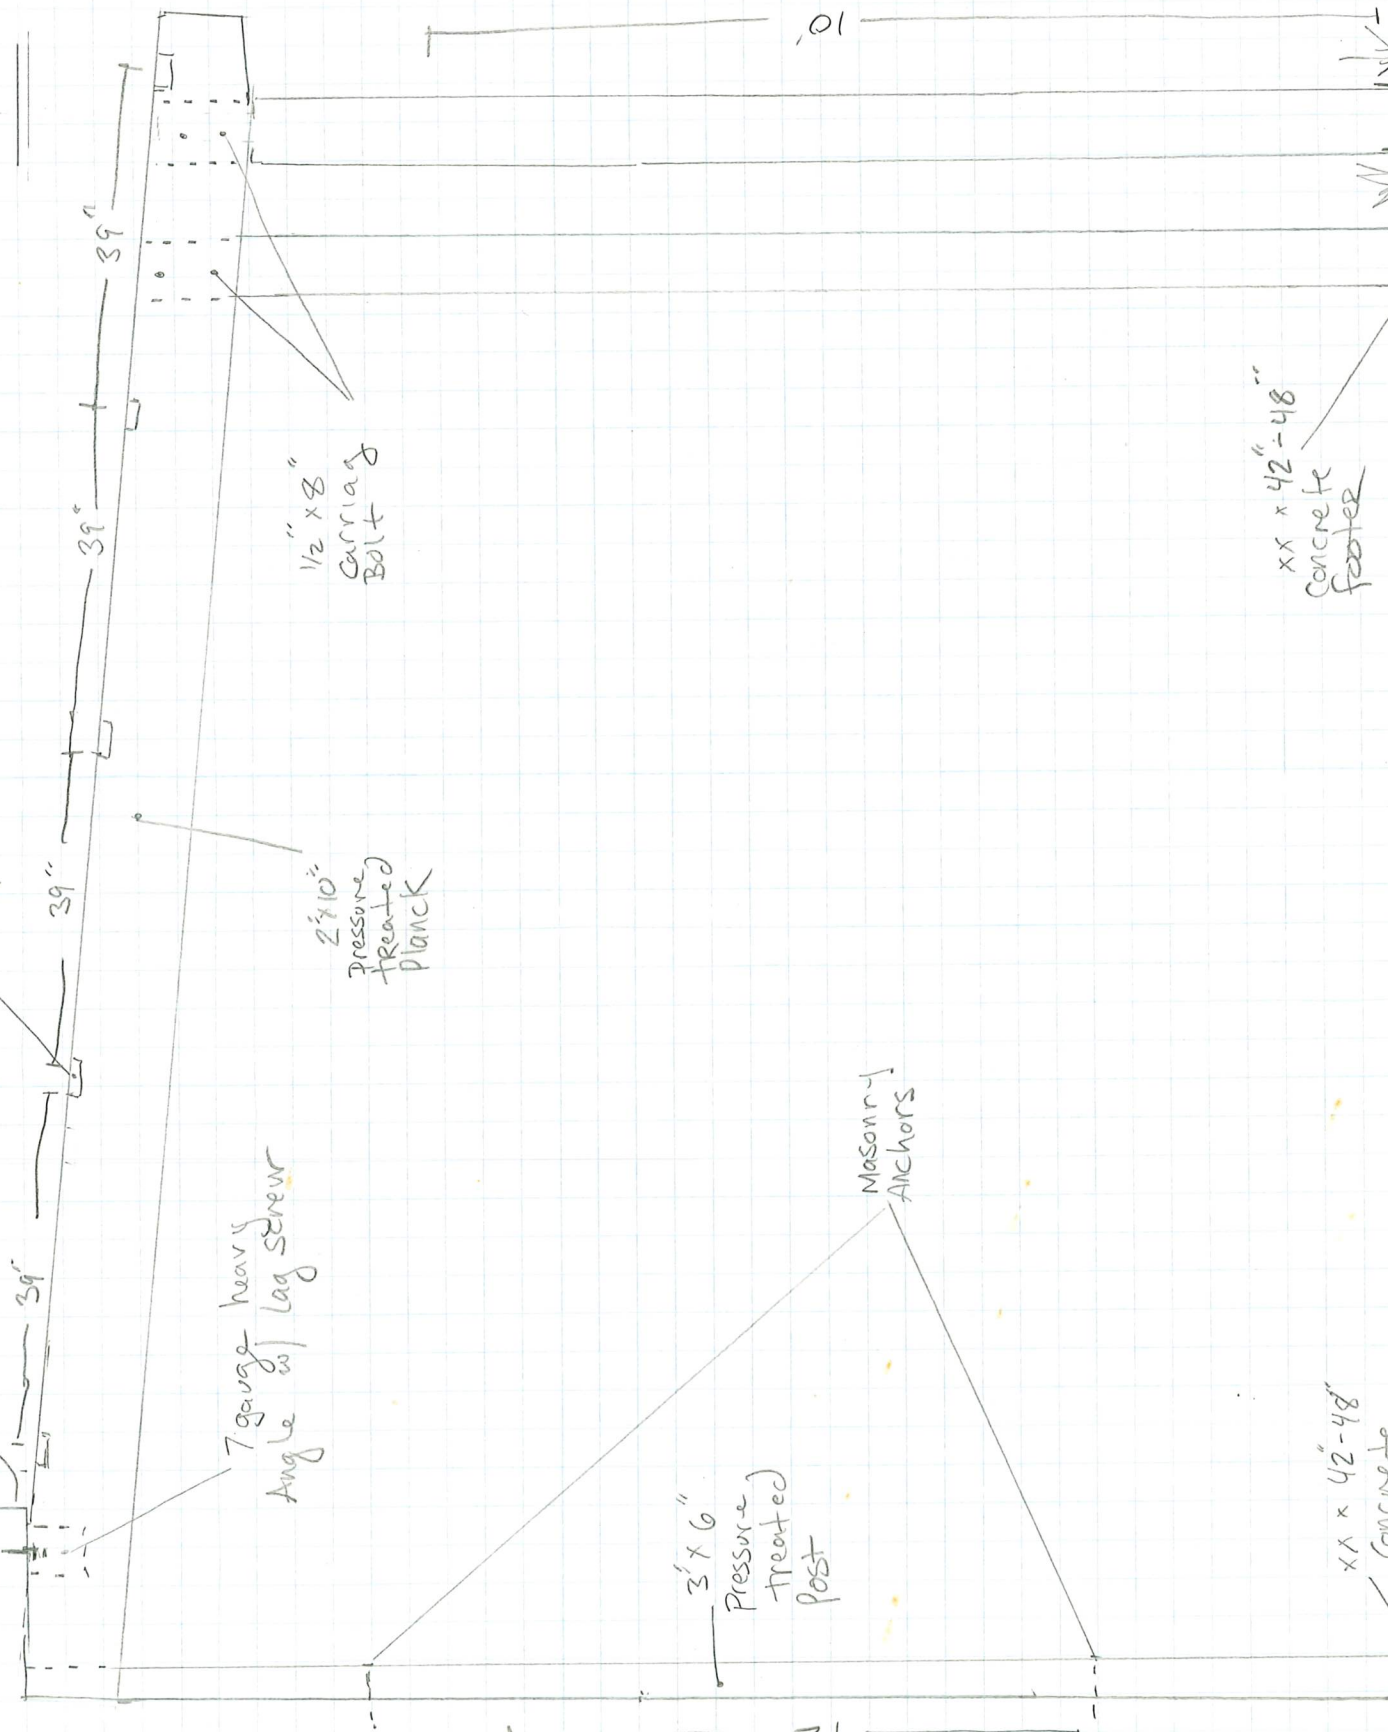 10'
39"
39"
39"
39"
1/2" x 8"
Carriag
Bolt
xx x 42"-48"
Concrete
footer
2"x10"
Pressure
treated
Planck
7 gauge heavy
Angle w/ Lag screw
Masonry
Anchors
3" x 6"
Pressure
treated
Post
xx x 42"-48"
Concrete